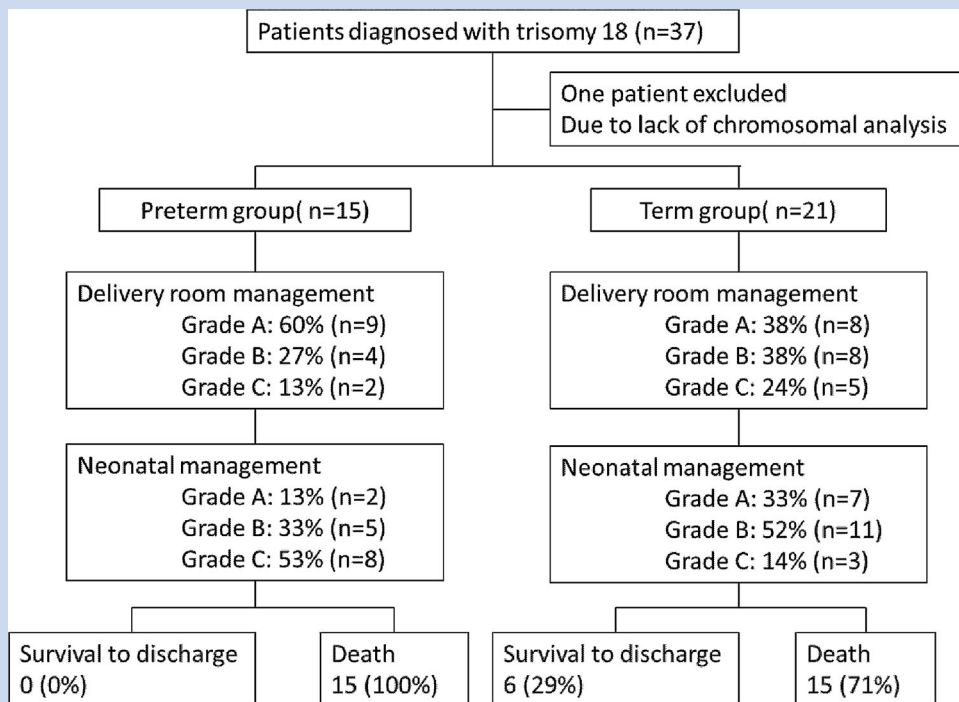 Patients diagnosed with trisomy 18 (n=37)
One patient excluded
Due to lack of chromosomal analysis
Preterm group( n=15)
Term group( n=21)
Delivery room management
Grade A: 60% (n=9)
Grade B: 27% (n=4)
Grade C: 13% (n=2)
Delivery room management
Grade A: 38% (n=8)
Grade B: 38% (n=8)
Grade C: 24% (n=5)
Neonatal management
Grade A: 13% (n=2)
Grade B: 33% (n=5)
Grade C: 53% (n=8)
Neonatal management
Grade A: 33% (n=7)
Grade B: 52% (n=11)
Grade C: 14% (n=3)
Survival to discharge
0 (0%)
Death
15 (100%)
Survival to discharge
6 (29%)
Death
15 (71%)